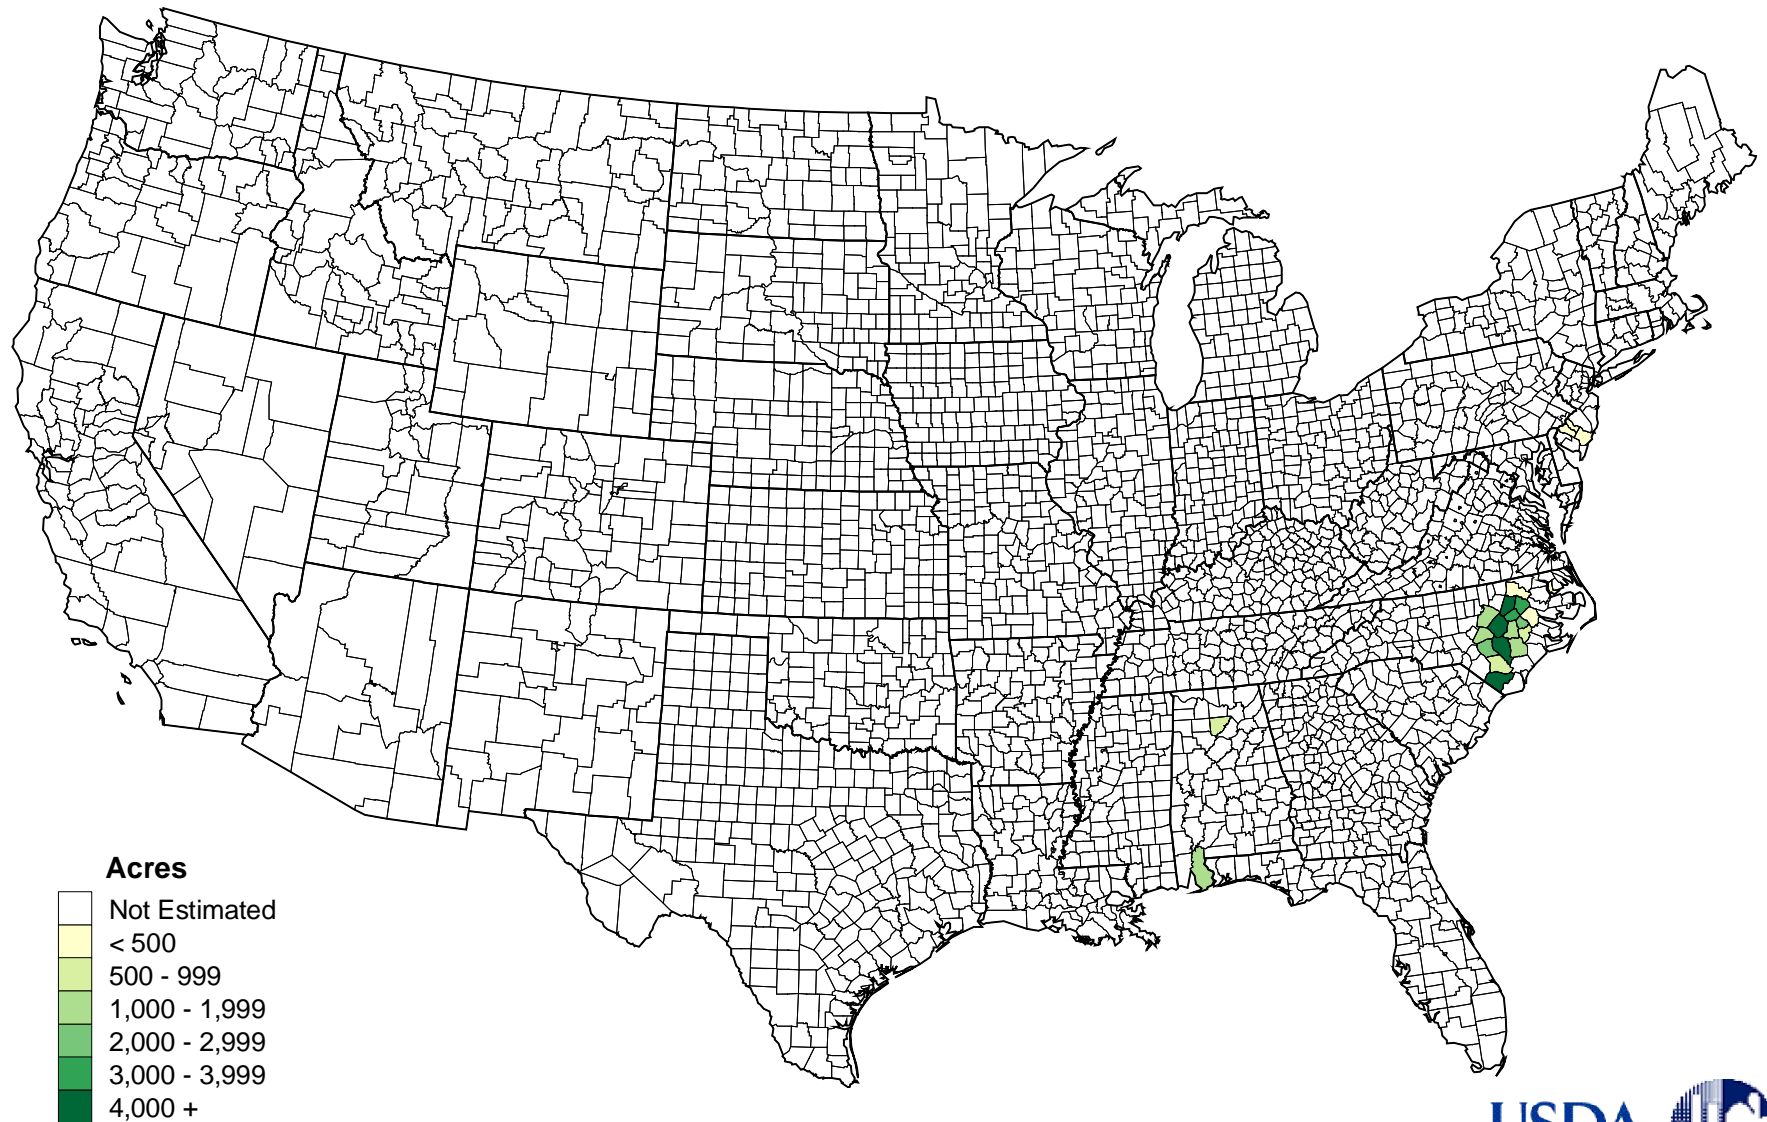 Acres
Not Estimated
< 500
500 - 999
1,000 - 1,999
2,000 - 2,999
3,000 - 3,999
4,000 +
USDA